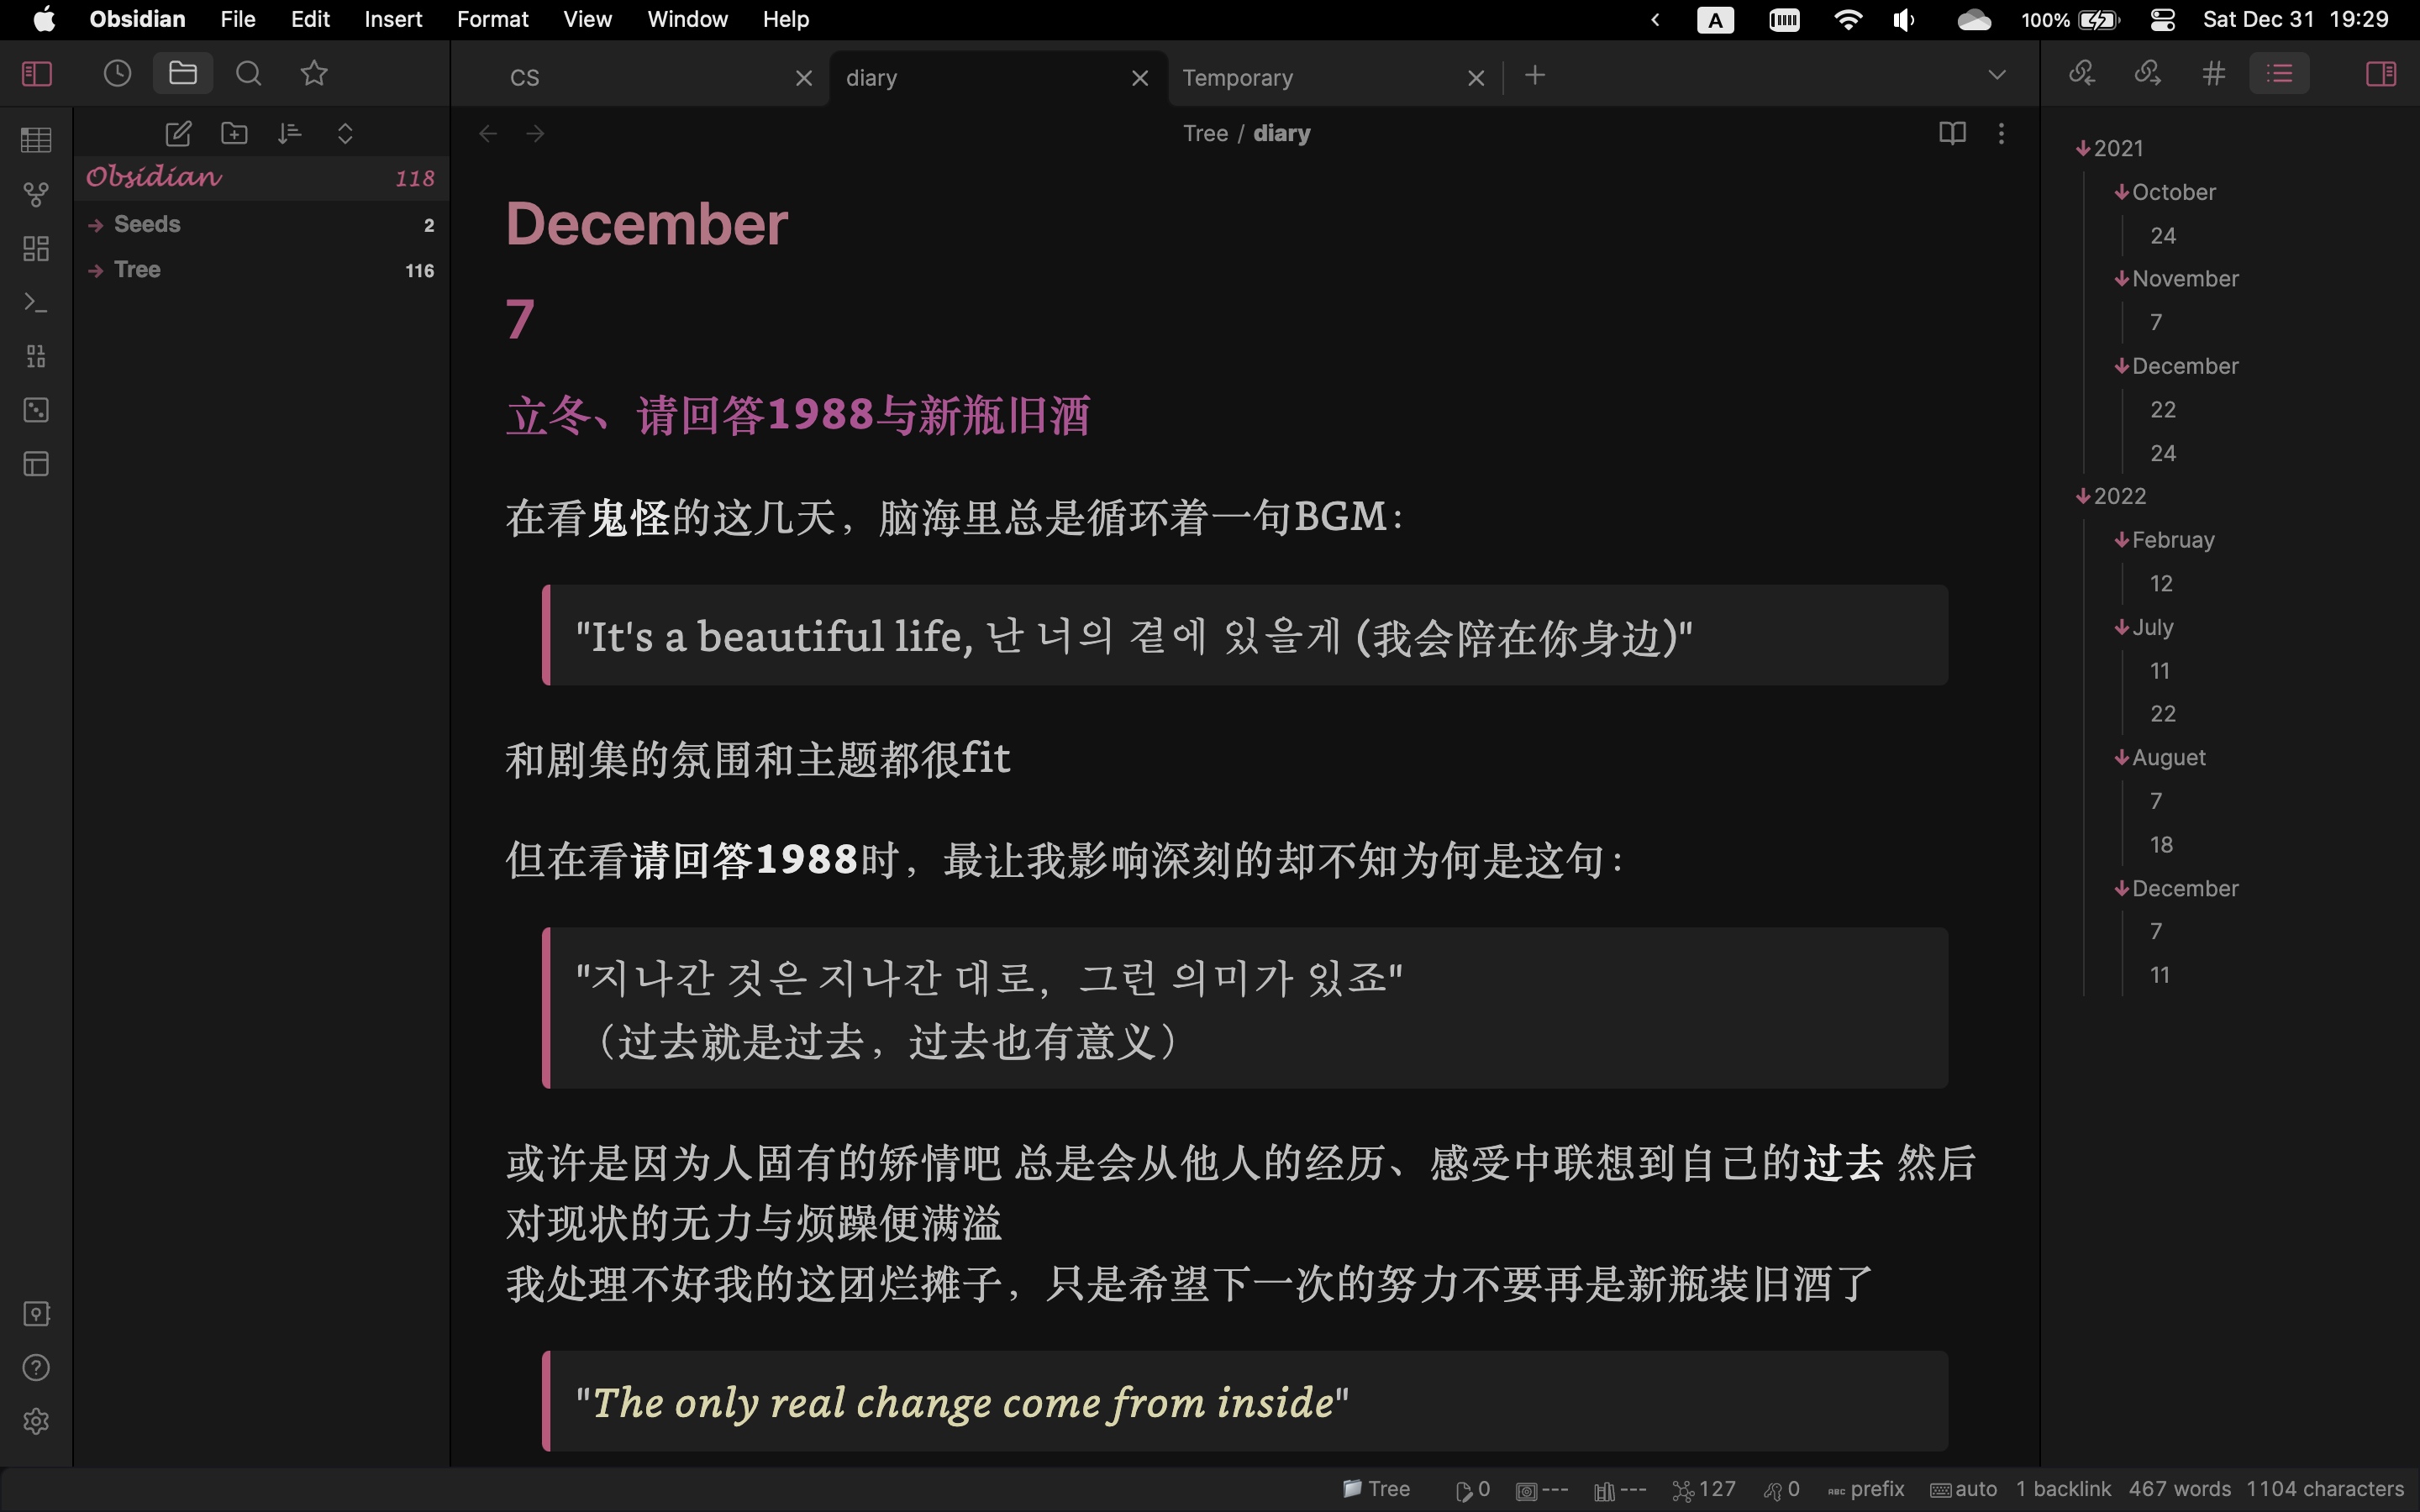 Obsidian File Edit Insert Format View Window Help A 100% Sat Dec 31 19:29
CS diary Temporary
Obsidian 118
Seeds 2
Tree 116
Tree / diary
December
7
立冬、请回答1988与新瓶旧酒
在看鬼怪的这几天，脑海里总是循环着一句BGM：
"It's a beautiful life, 난 너의 곁에 있을게 (我会陪在你身边)"
和剧集的氛围和主题都很fit
但在看请回答1988时，最让我影响深刻的却不知为何是这句：
"지나간 것은 지나간 대로，그런 의미가 있죠"
（过去就是过去，过去也有意义）
或许是因为人固有的矫情吧 总是会从他人的经历、感受中联想到自己的过去 然后
对现状的无力与烦躁便满溢
我处理不好我的这团烂摊子，只是希望下一次的努力不要再是新瓶装旧酒了
"The only real change come from inside"
2021
October
24
November
7
December
22
24
2022
Februay
12
July
11
22
Auguet
7
18
December
7
11
Tree 0 --- --- 127 0 ABC prefix auto 1 backlink 467 words 1104 characters